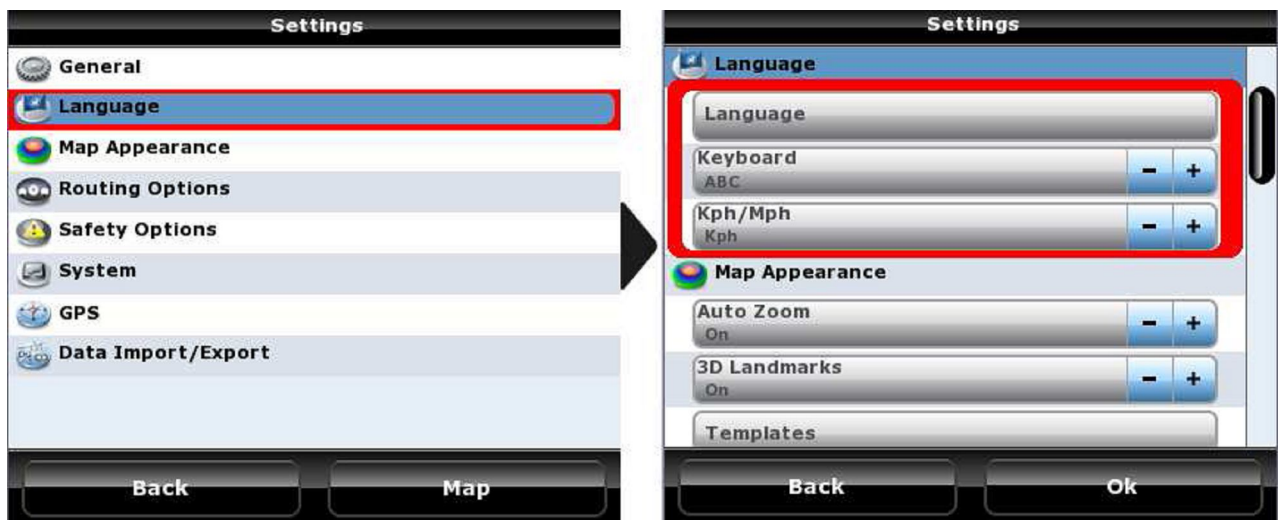 Settings
General
Language
Map Appearance
Routing Options
Safety Options
System
GPS
Data Import/Export
Back
Map
Settings
Language
Language
Keyboard
ABC
- +
Kph/Mph
Kph
- +
Map Appearance
Auto Zoom
On
- +
3D Landmarks
On
- +
Templates
Back
Ok